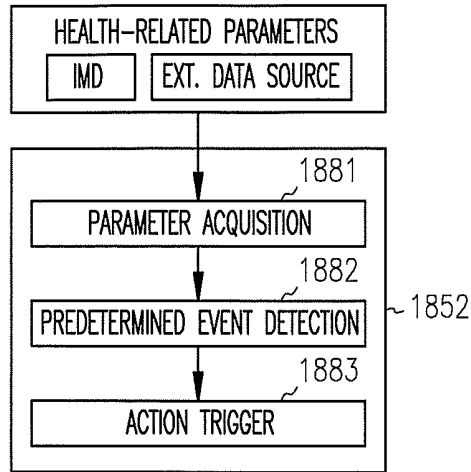 HEALTH-RELATED PARAMETERS
IMD EXT. DATA SOURCE
1881
PARAMETER ACQUISITION
1882
PREDETERMINED EVENT DETECTION
1852
1883
ACTION TRIGGER